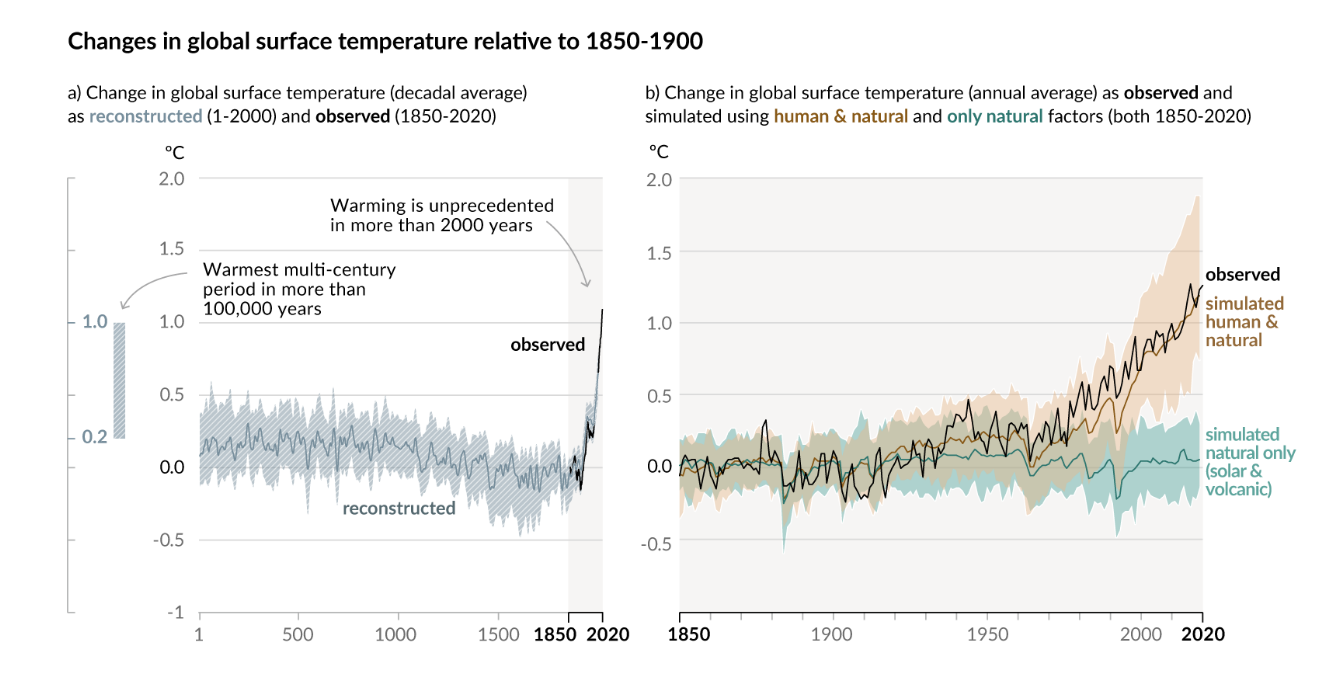 Changes in global surface temperature relative to 1850-1900
a) Change in global surface temperature (decadal average)
as reconstructed (1-2000) and observed (1850-2020)
ºC
2.0
1.5
1.0
0.5
0.0
-0.5
-1
1.0
0.2
Warming is unprecedented
in more than 2000 years
Warmest multi-century
period in more than
100,000 years
observed
reconstructed
1
500
1000
1500
1850
2020
b) Change in global surface temperature (annual average) as observed and
simulated using human & natural and only natural factors (both 1850-2020)
ºC
2.0
1.5
1.0
0.5
0.0
-0.5
observed
simulated
human &
natural
simulated
natural only
(solar &
volcanic)
1850
1900
1950
2000
2020